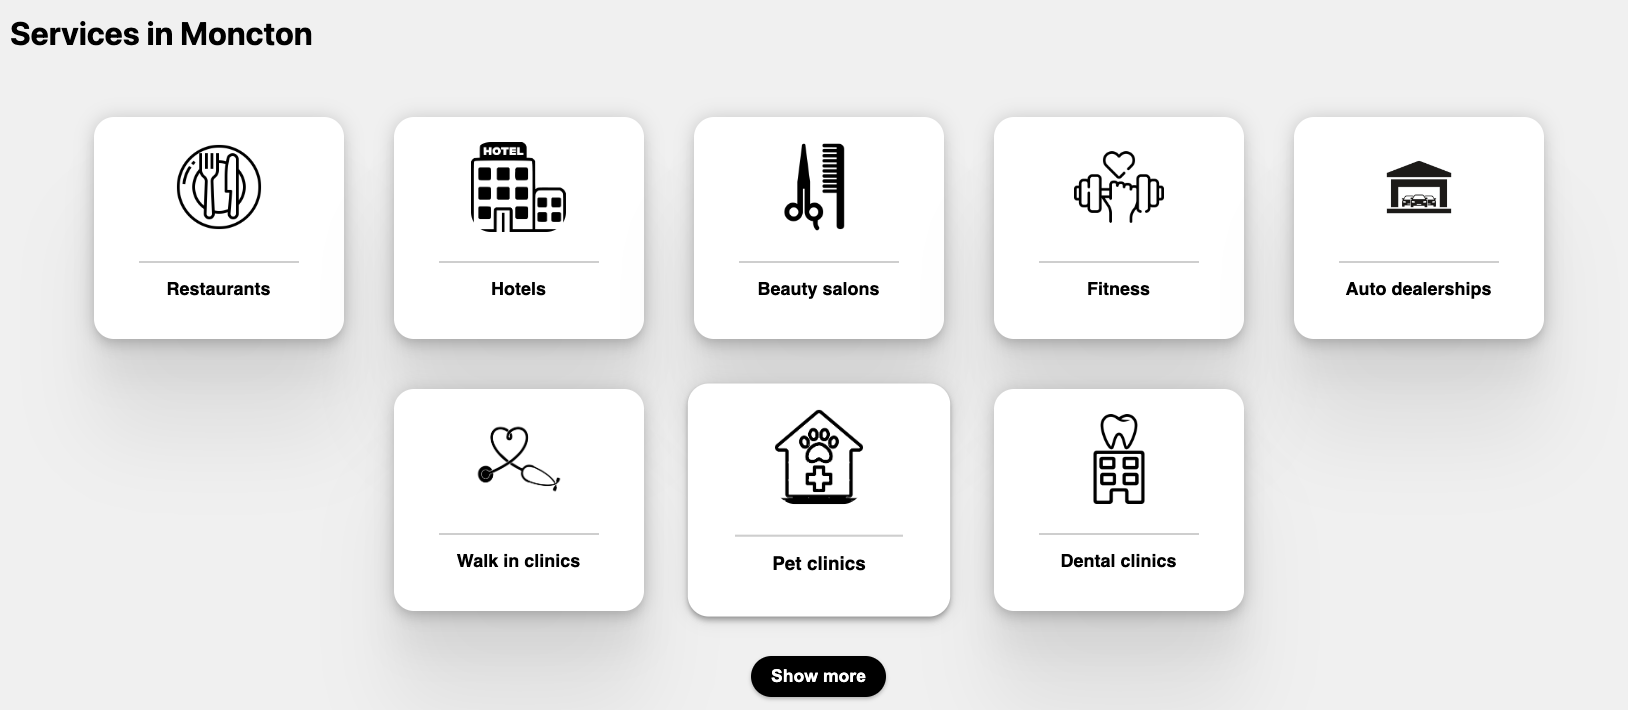 Services in Moncton
HOTEL
Restaurants
Hotels
Beauty salons
Fitness
Auto dealerships
Walk in clinics
Pet clinics
Dental clinics
Show more